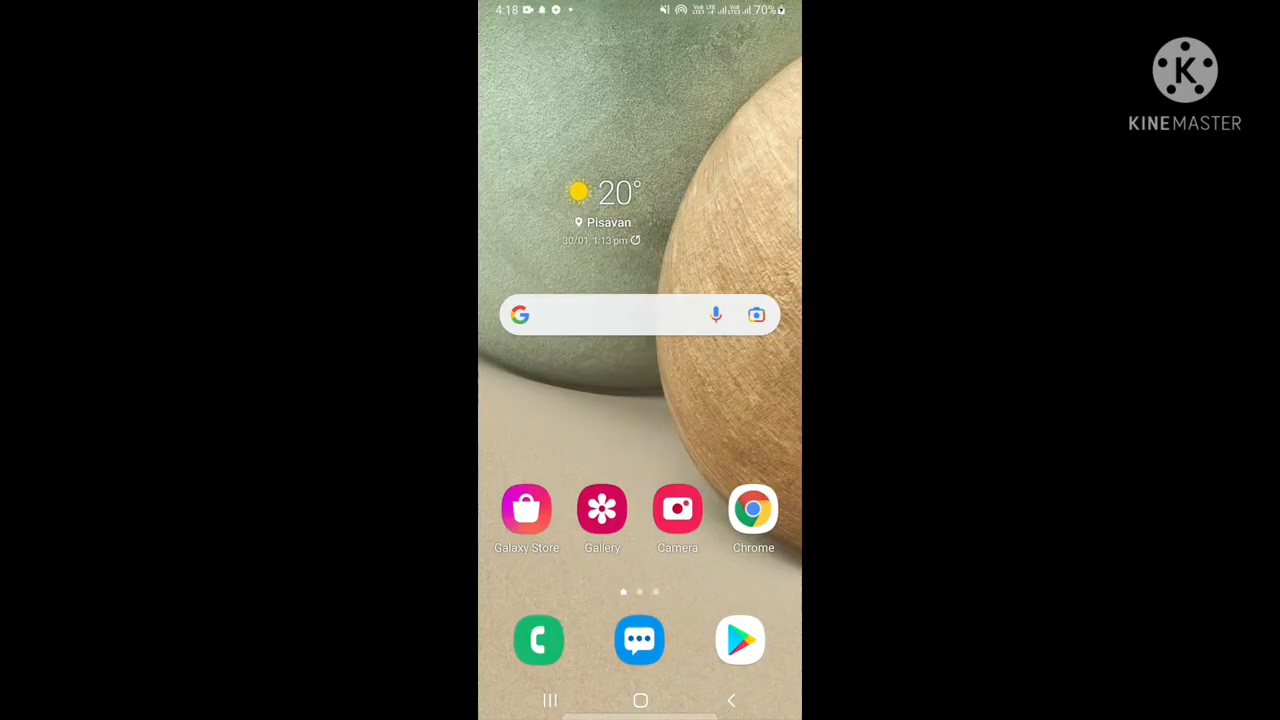 4:18
70%
KINEMASTER
20°
Pisavan
30/01, 1:13 pm
Galaxy Store
Gallery
Camera
Chrome